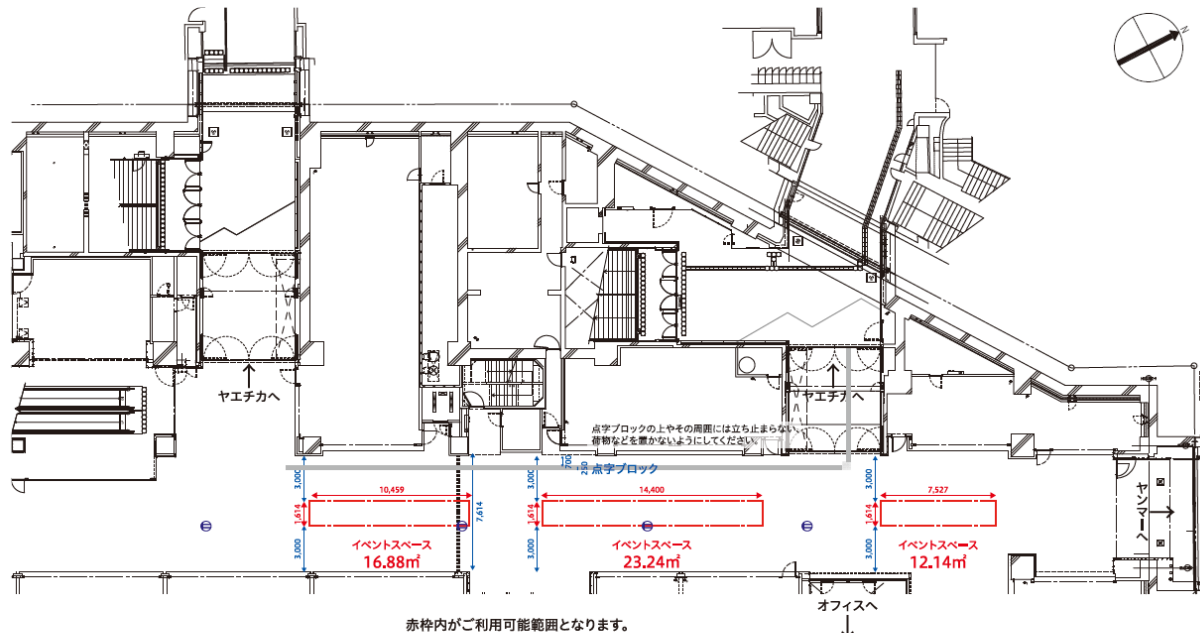 N
ヤエチカへ
ヤエチカへ
点字ブロックの上やその周囲には立ち止まらない、
荷物などを置かないようにしてください。
点字ブロック
700
250
3,000
3,000
3,000
10,459
14,400
7,527
1,614
7,614
1,614
1,614
3,000
3,000
3,000
イベントスペース
16.88㎡
イベントスペース
23.24㎡
イベントスペース
12.14㎡
ヤンマーへ
オフィスへ
赤枠内がご利用可能範囲となります。